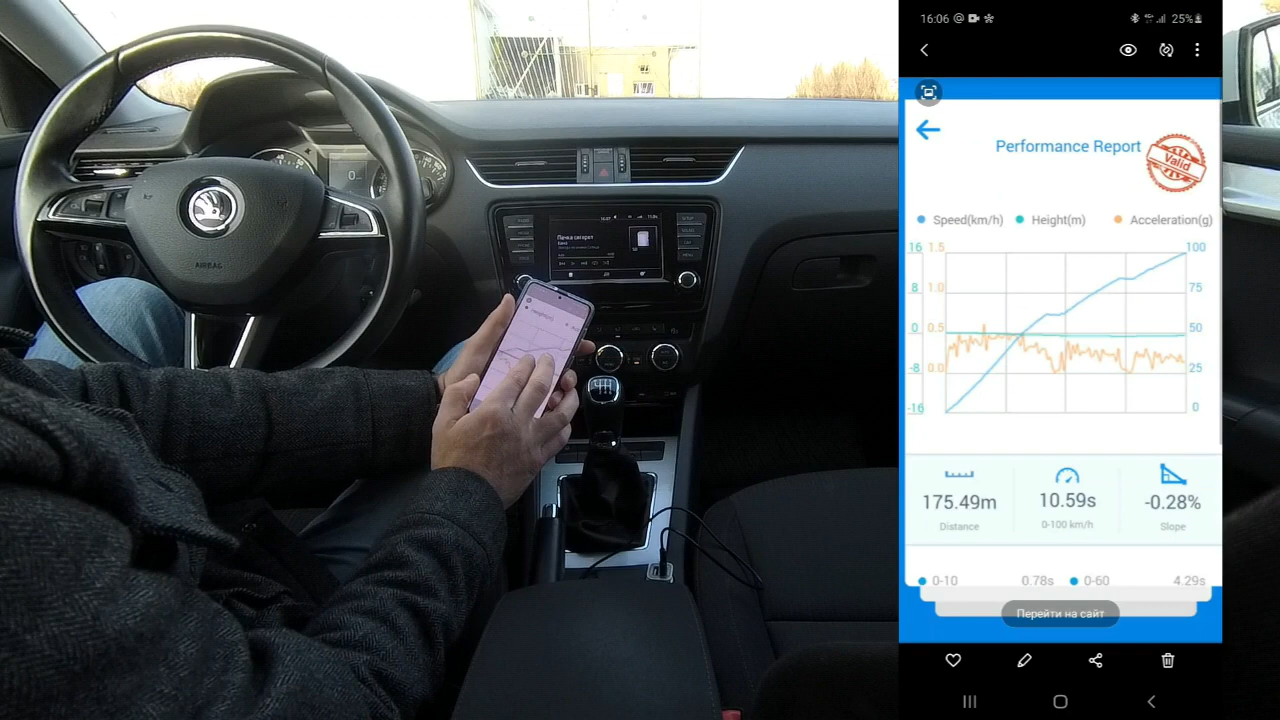 AIRBAG
Пачка сигарет
16:06 @
25%
Performance Report
Valid
Speed(km/h) Height(m) Acceleration(g)
16 1.5 100
8 1.0 75
0 0.5 50
-8 0.0 25
-16 0
175.49m 10.59s -0.28%
Distance 0-100 km/h Slope
0-10 0.78s 0-60 4.29s
Перейти на сайт